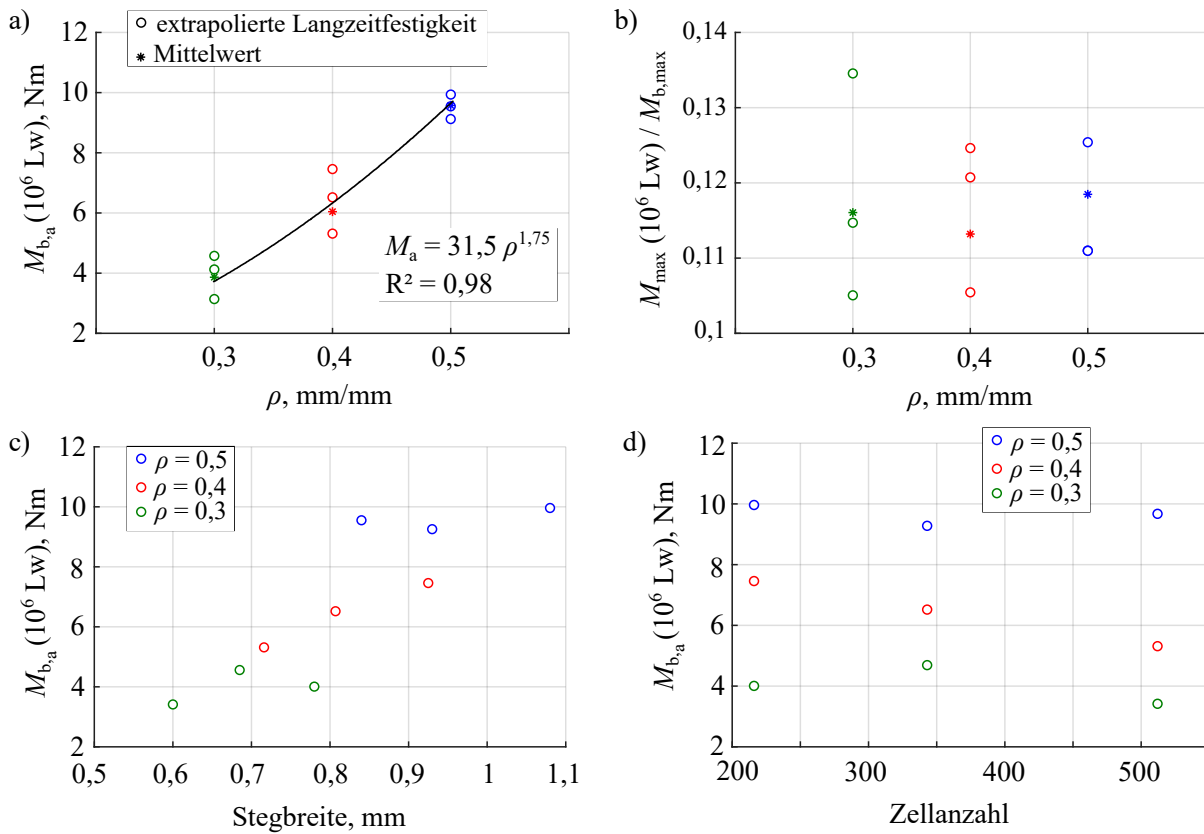 a)
12
10
8
6
4
2
M_b,a (10^6 Lw), Nm
extrapolierte Langzeitfestigkeit
Mittelwert
M_a = 31,5 ρ^1,75
R² = 0,98
0,3 0,4 0,5
ρ, mm/mm
b)
0,14
0,13
0,12
0,11
0,1
M_max (10^6 Lw) / M_b,max
0,3 0,4 0,5
ρ, mm/mm
c)
12
10
8
6
4
2
M_b,a (10^6 Lw), Nm
ρ = 0,5
ρ = 0,4
ρ = 0,3
0,5 0,6 0,7 0,8 0,9 1 1,1
Stegbreite, mm
d)
12
10
8
6
4
2
M_b,a (10^6 Lw), Nm
ρ = 0,5
ρ = 0,4
ρ = 0,3
200 300 400 500
Zellanzahl